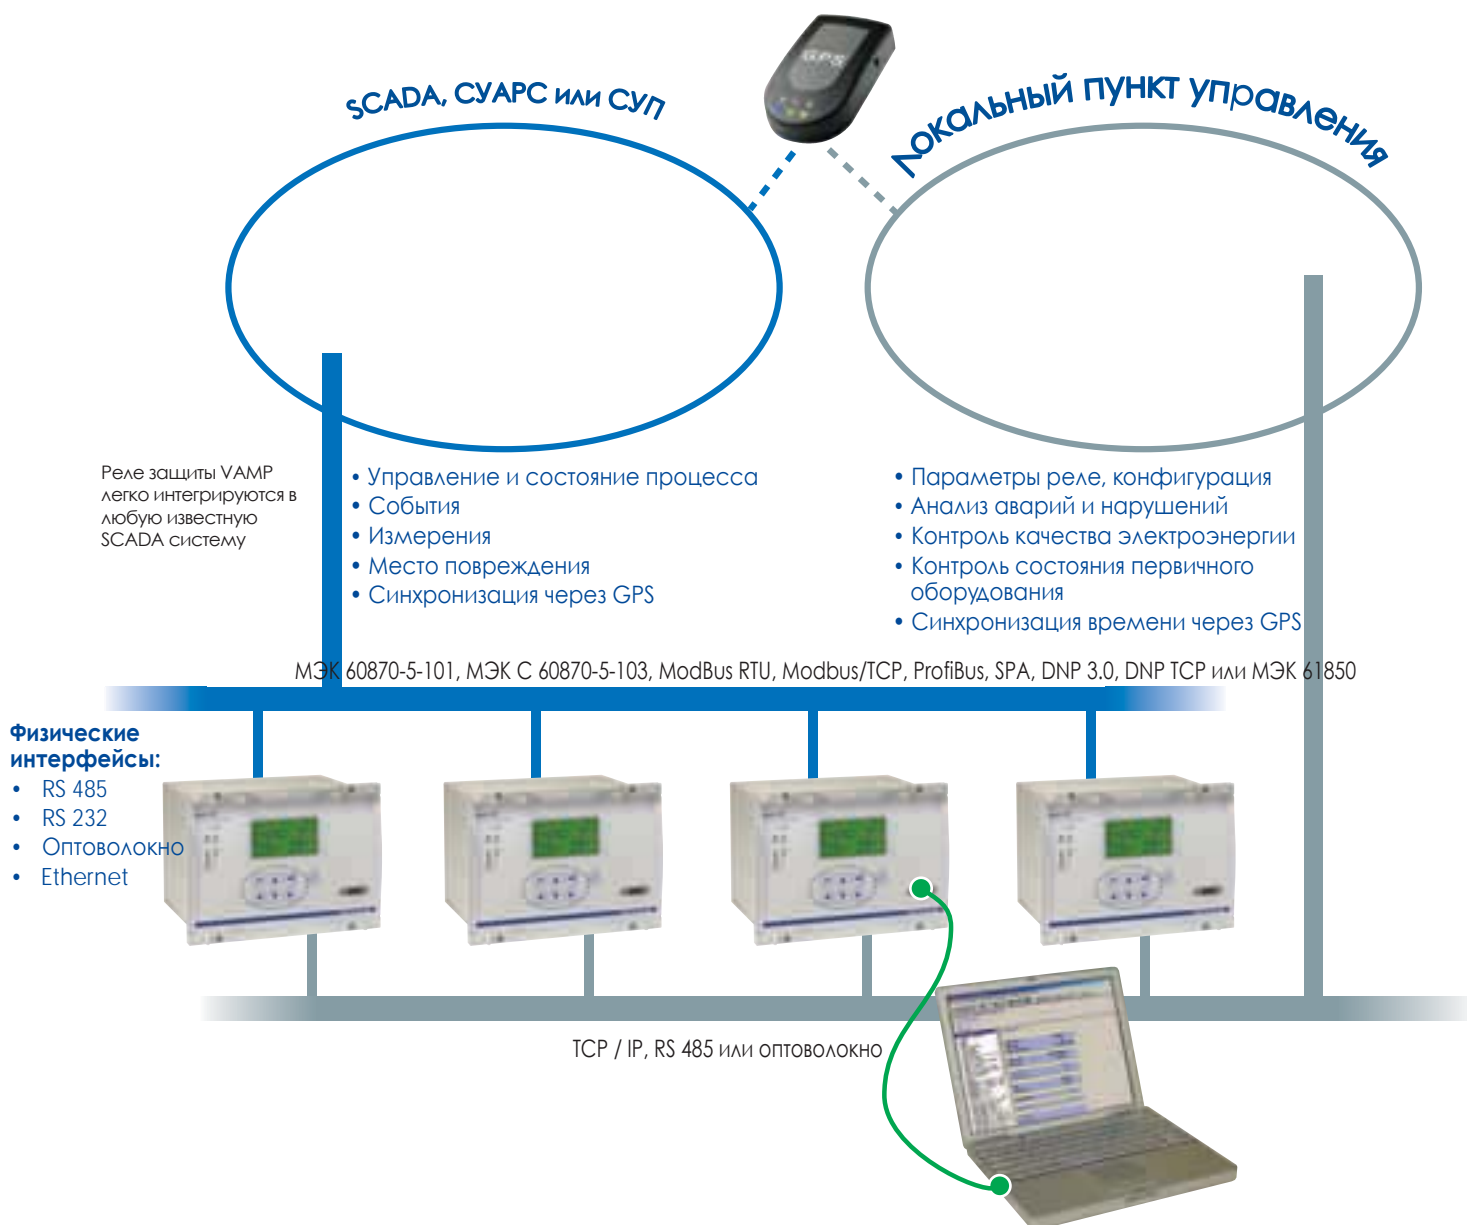 GPS
SCADA, СУАРС или СУП
Локальный пункт управления
Реле защиты VAMP
легко интегрируются в
любую известную
SCADA систему
• Управление и состояние процесса
• События
• Измерения
• Место повреждения
• Синхронизация через GPS
• Параметры реле, конфигурация
• Анализ аварий и нарушений
• Контроль качества электроэнергии
• Контроль состояния первичного
оборудования
• Синхронизация времени через GPS
МЭК 60870-5-101, МЭК С 60870-5-103, ModBus RTU, Modbus/TCP, ProfiBus, SPA, DNP 3.0, DNP TCP или МЭК 61850
Физические
интерфейсы:
• RS 485
• RS 232
• Оптоволокно
• Ethernet
TCP / IP, RS 485 или оптоволокно